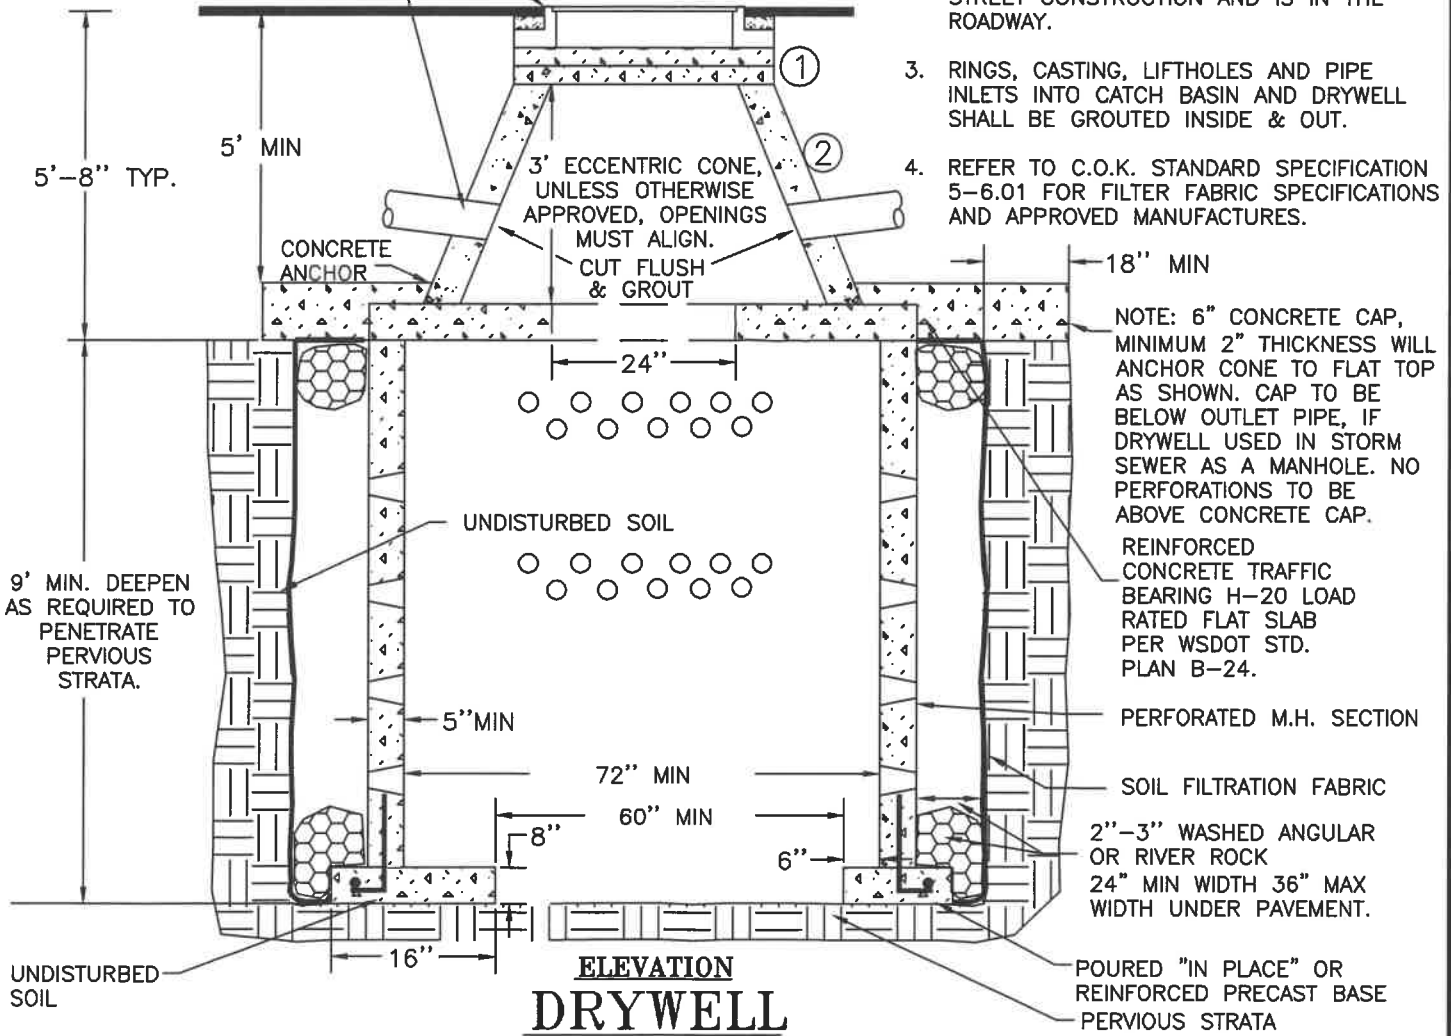 STREET CONSTRUCTION AND IS IN THE
ROADWAY.
3. RINGS, CASTING, LIFTHOLES AND PIPE
INLETS INTO CATCH BASIN AND DRYWELL
SHALL BE GROUTED INSIDE & OUT.
4. REFER TO C.O.K. STANDARD SPECIFICATION
5-6.01 FOR FILTER FABRIC SPECIFICATIONS
AND APPROVED MANUFACTURES.
1
2
5' MIN
5'-8" TYP.
3' ECCENTRIC CONE,
UNLESS OTHERWISE
APPROVED, OPENINGS
MUST ALIGN.
CUT FLUSH
& GROUT
CONCRETE
ANCHOR
18" MIN
NOTE: 6" CONCRETE CAP,
MINIMUM 2" THICKNESS WILL
ANCHOR CONE TO FLAT TOP
AS SHOWN. CAP TO BE
BELOW OUTLET PIPE, IF
DRYWELL USED IN STORM
SEWER AS A MANHOLE. NO
PERFORATIONS TO BE
ABOVE CONCRETE CAP.
24"
UNDISTURBED SOIL
REINFORCED
CONCRETE TRAFFIC
BEARING H-20 LOAD
RATED FLAT SLAB
PER WSDOT STD.
PLAN B-24.
9' MIN. DEEPEN
AS REQUIRED TO
PENETRATE
PERVIOUS
STRATA.
5"MIN
PERFORATED M.H. SECTION
72" MIN
SOIL FILTRATION FABRIC
60" MIN
8"
6"
2"-3" WASHED ANGULAR
OR RIVER ROCK
24" MIN WIDTH 36" MAX
WIDTH UNDER PAVEMENT.
16"
UNDISTURBED
SOIL
POURED "IN PLACE" OR
REINFORCED PRECAST BASE
PERVIOUS STRATA
ELEVATION
DRYWELL